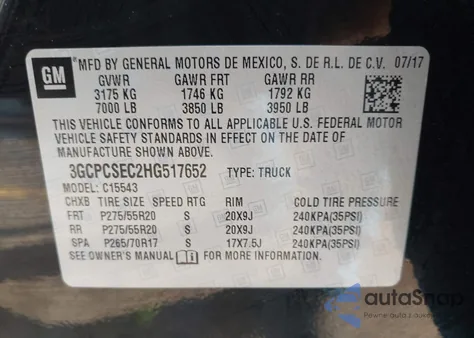 GM
MFD BY GENERAL MOTORS DE MEXICO, S. DE R.L. DE C.V. 07/17
GVWR GAWR FRT GAWR RR
3175 KG 1746 KG 1792 KG
7000 LB 3850 LB 3950 LB
THIS VEHICLE CONFORMS TO ALL APPLICABLE U.S. FEDERAL MOTOR
VEHICLE SAFETY STANDARDS IN EFFECT ON THE DATE OF
MANUFACTURE SHOWN ABOVE.
3GCPCSEC2HG517652 TYPE: TRUCK
MODEL: C15543
CHXB TIRE SIZE SPEED RTG RIM COLD TIRE PRESSURE
FRT P275/55R20 S 20X9J 240KPA(35PSI)
RR P275/55R20 S 20X9J 240KPA(35PSI)
SPA P265/70R17 S 17X7.5J 240KPA(35PSI)
SEE OWNER'S MANUAL FOR MORE INFORMATION.
autoSnap
Pewne auto z